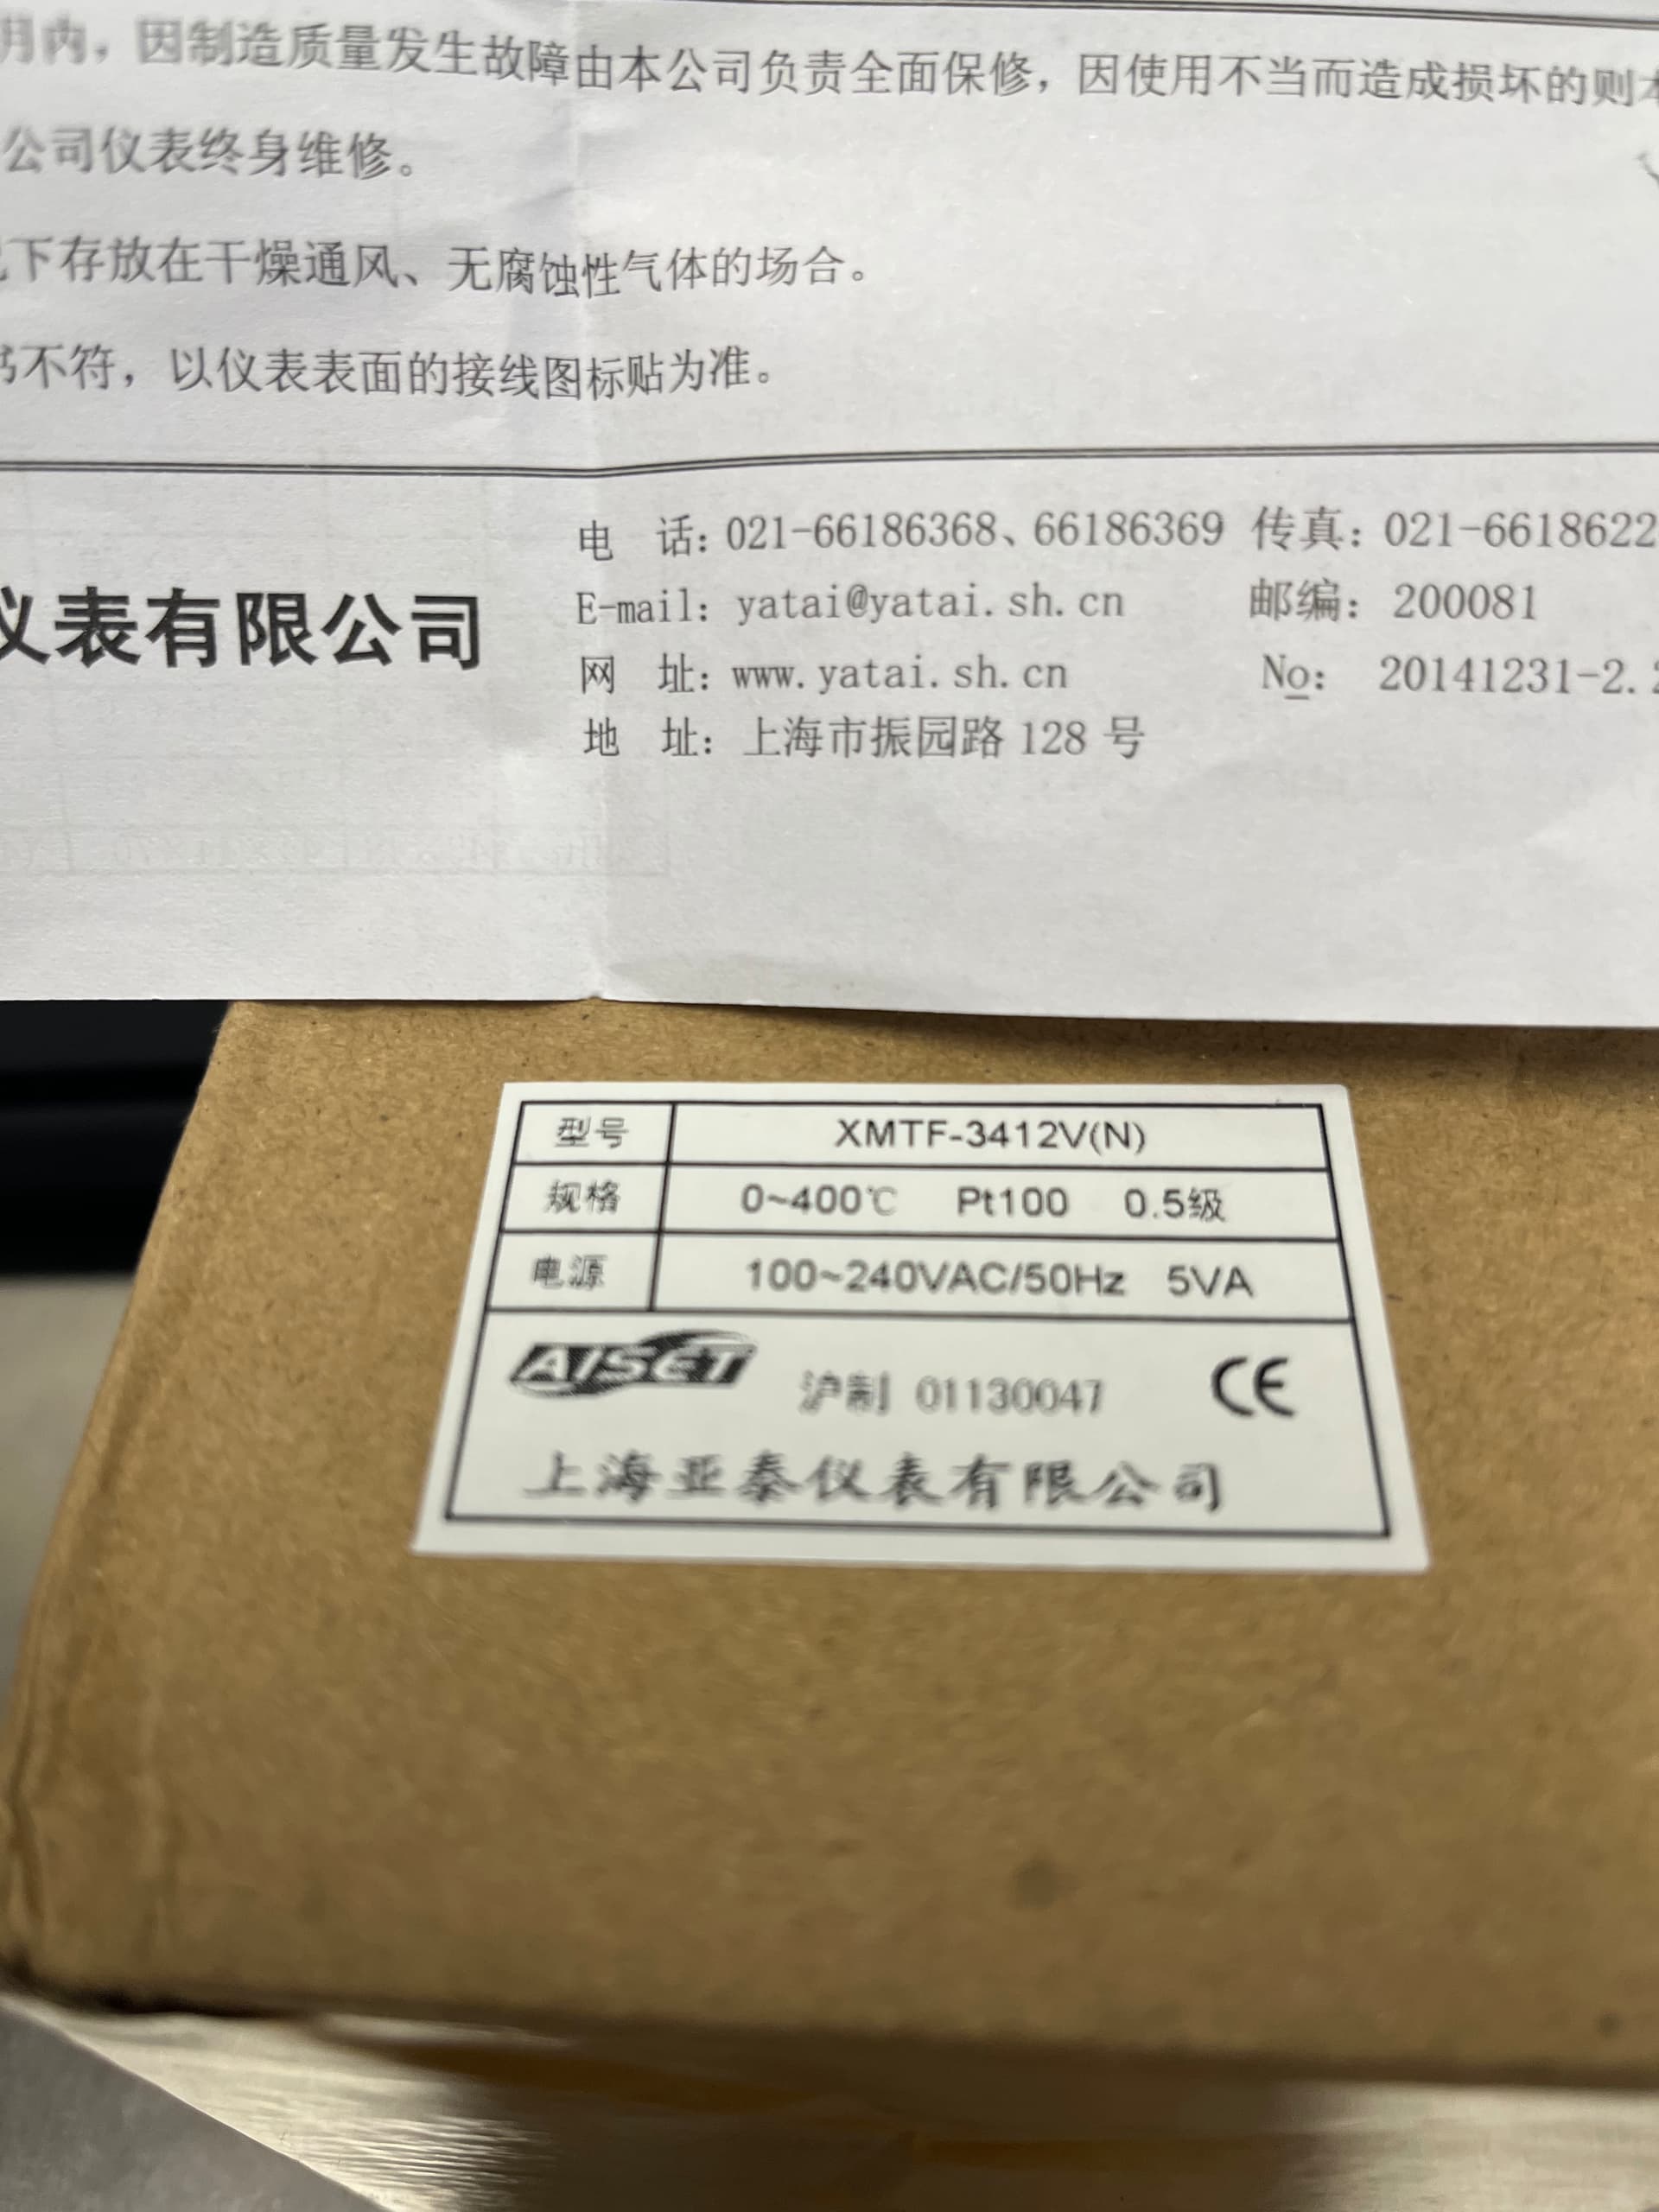 月内，因制造质量发生故障由本公司负责全面保修，因使用不当而造成损坏的则
公司仪表终身维修。
下存放在干燥通风、无腐蚀性气体的场合。
书不符，以仪表表面的接线图标贴为准。
仪表有限公司
电 话：021-66186368、66186369 传真：021-6618622
E-mail：yatai@yatai.sh.cn 邮编：200081
网 址：www.yatai.sh.cn No： 20141231-2.2
地 址：上海市振园路 128 号
型号 XMTF-3412V(N)
规格 0~400℃ Pt100 0.5级
电源 100~240VAC/50Hz 5VA
AISET 沪制 01130047 CE
上海亚泰仪表有限公司